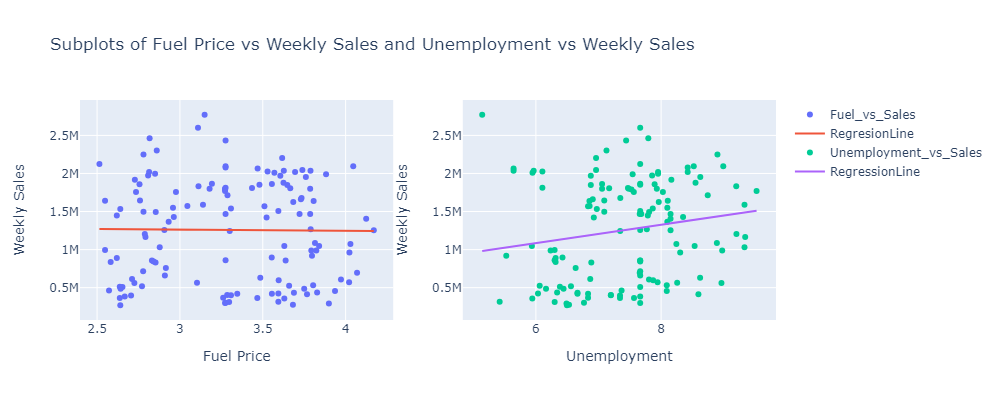 Subplots of Fuel Price vs Weekly Sales and Unemployment vs Weekly Sales
Weekly Sales
2.5M
2M
1.5M
1M
0.5M
2.5
3
3.5
4
Fuel Price
Weekly Sales
2.5M
2M
1.5M
1M
0.5M
6
8
Unemployment
Fuel_vs_Sales
RegresionLine
Unemployment_vs_Sales
RegressionLine